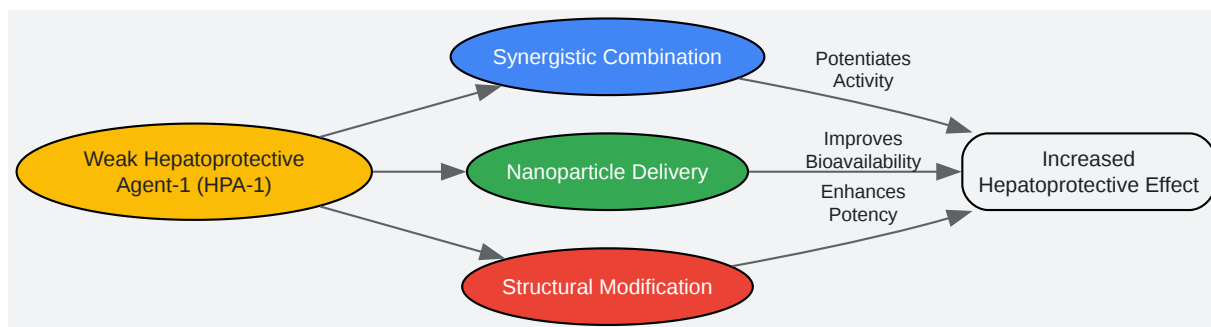 Synergistic Combination
Potentiates
Activity
Weak Hepatoprotective
Agent-1 (HPA-1)
Nanoparticle Delivery
Improves
Bioavailability
Increased
Hepatoprotective Effect
Enhances
Potency
Structural Modification